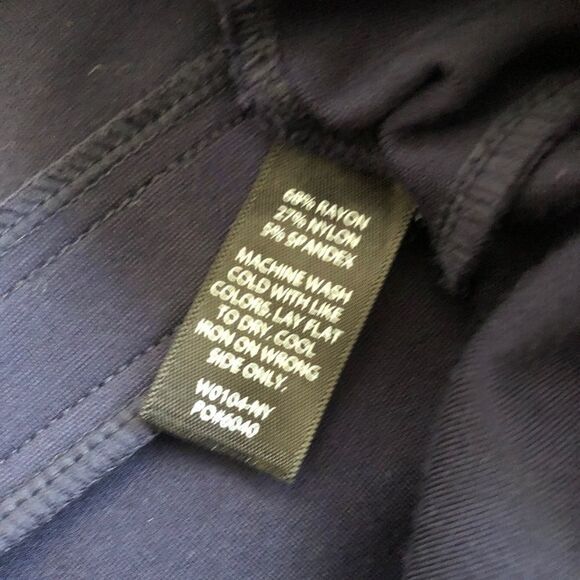 68% RAYON
27% NYLON
5% SPANDEX
MACHINE WASH
COLD WITH LIKE
COLORS, LAY FLAT
TO DRY, COOL
IRON ON WRONG
SIDE ONLY.
W0104-NY
PO#6040